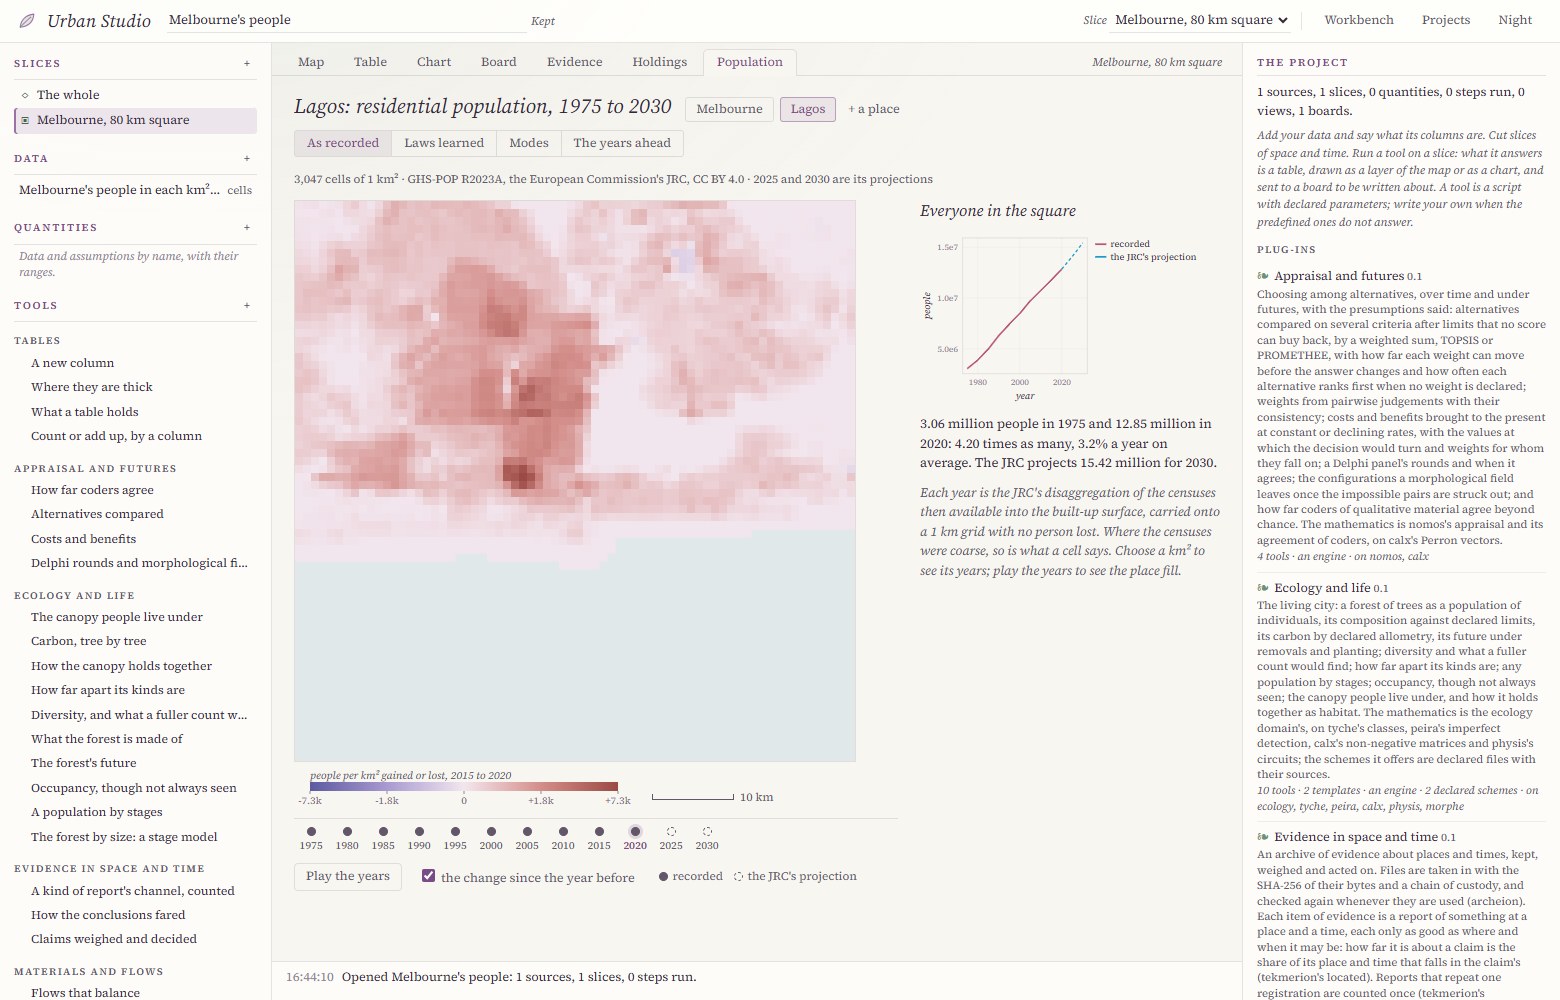 Urban Studio
Melbourne's people
Kept
Slice Melbourne, 80 km square
Workbench
Projects
Night
SLICES +
The whole
Melbourne, 80 km square
DATA +
Melbourne's people in each km²... cells
QUANTITIES +
Data and assumptions by name, with their
ranges.
TOOLS +
TABLES
A new column
Where they are thick
What a table holds
Count or add up, by a column
APPRAISAL AND FUTURES
How far coders agree
Alternatives compared
Costs and benefits
Delphi rounds and morphological fi...
ECOLOGY AND LIFE
The canopy people live under
Carbon, tree by tree
How the canopy holds together
How far apart its kinds are
Diversity, and what a fuller count w...
What the forest is made of
The forest's future
Occupancy, though not always seen
A population by stages
The forest by size: a stage model
EVIDENCE IN SPACE AND TIME
A kind of report's channel, counted
How the conclusions fared
Claims weighed and decided
MATERIALS AND FLOWS
Flows that balance
Map
Table
Chart
Board
Evidence
Holdings
Population
Melbourne, 80 km square
Lagos: residential population, 1975 to 2030
Melbourne
Lagos
+ a place
As recorded
Laws learned
Modes
The years ahead
3,047 cells of 1 km² · GHS-POP R2023A, the European Commission's JRC, CC BY 4.0 · 2025 and 2030 are its projections
people per km² gained or lost, 2015 to 2020
-7.3k -1.8k 0 +1.8k +7.3k
10 km
1975 1980 1985 1990 1995 2000 2005 2010 2015 2020 2025 2030
Play the years
the change since the year before
recorded
the JRC's projection
Everyone in the square
1.5e7
1.0e7
5.0e6
people
1980 2000 2020
year
recorded
the JRC's projection
3.06 million people in 1975 and 12.85 million in
2020: 4.20 times as many, 3.2% a year on
average. The JRC projects 15.42 million for 2030.
Each year is the JRC's disaggregation of the censuses
then available into the built-up surface, carried onto
a 1 km grid with no person lost. Where the censuses
were coarse, so is what a cell says. Choose a km² to
see its years; play the years to see the place fill.
16:44:10 Opened Melbourne's people: 1 sources, 1 slices, 0 steps run.
THE PROJECT
1 sources, 1 slices, 0 quantities, 0 steps run, 0
views, 1 boards.
Add your data and say what its columns are. Cut slices
of space and time. Run a tool on a slice: what it answers
is a table, drawn as a layer of the map or as a chart, and
sent to a board to be written about. A tool is a script
with declared parameters; write your own when the
predefined ones do not answer.
PLUG-INS
Appraisal and futures 0.1
Choosing among alternatives, over time and under
futures, with the presumptions said: alternatives
compared on several criteria after limits that no score
can buy back, by a weighted sum, TOPSIS or
PROMETHEE, with how far each weight can move
before the answer changes and how often each
alternative ranks first when no weight is declared;
weights from pairwise judgements with their
consistency; costs and benefits brought to the present
at constant or declining rates, with the values at
which the decision would turn and weights for whom
they fall on; a Delphi panel's rounds and when it
agrees; the configurations a morphological field
leaves once the impossible pairs are struck out; and
how far coders of qualitative material agree beyond
chance. The mathematics is nomos's appraisal and its
agreement of coders, on calx's Perron vectors.
4 tools · an engine · on nomos, calx
Ecology and life 0.1
The living city: a forest of trees as a population of
individuals, its composition against declared limits,
its carbon by declared allometry, its future under
removals and planting; diversity and what a fuller
count would find; how far apart its kinds are; any
population by stages; occupancy, though not always
seen; the canopy people live under, and how it holds
together as habitat. The mathematics is the ecology
domain's, on tyche's classes, peira's imperfect
detection, calx's non-negative matrices and physis's
circuits; the schemes it offers are declared files with
their sources.
10 tools · 2 templates · an engine · 2 declared schemes · on
ecology, tyche, peira, calx, physis, morphe
Evidence in space and time 0.1
An archive of evidence about places and times, kept,
weighed and acted on. Files are taken in with the
SHA-256 of their bytes and a chain of custody, and
checked again whenever they are used (archeion).
Each item of evidence is a report of something at a
place and a time, each only as good as where and
when it may be: how far it is about a claim is the
share of its place and time that falls in the claim's
(tekmerion's located). Reports that repeat one
registration are counted once (tekmerion's